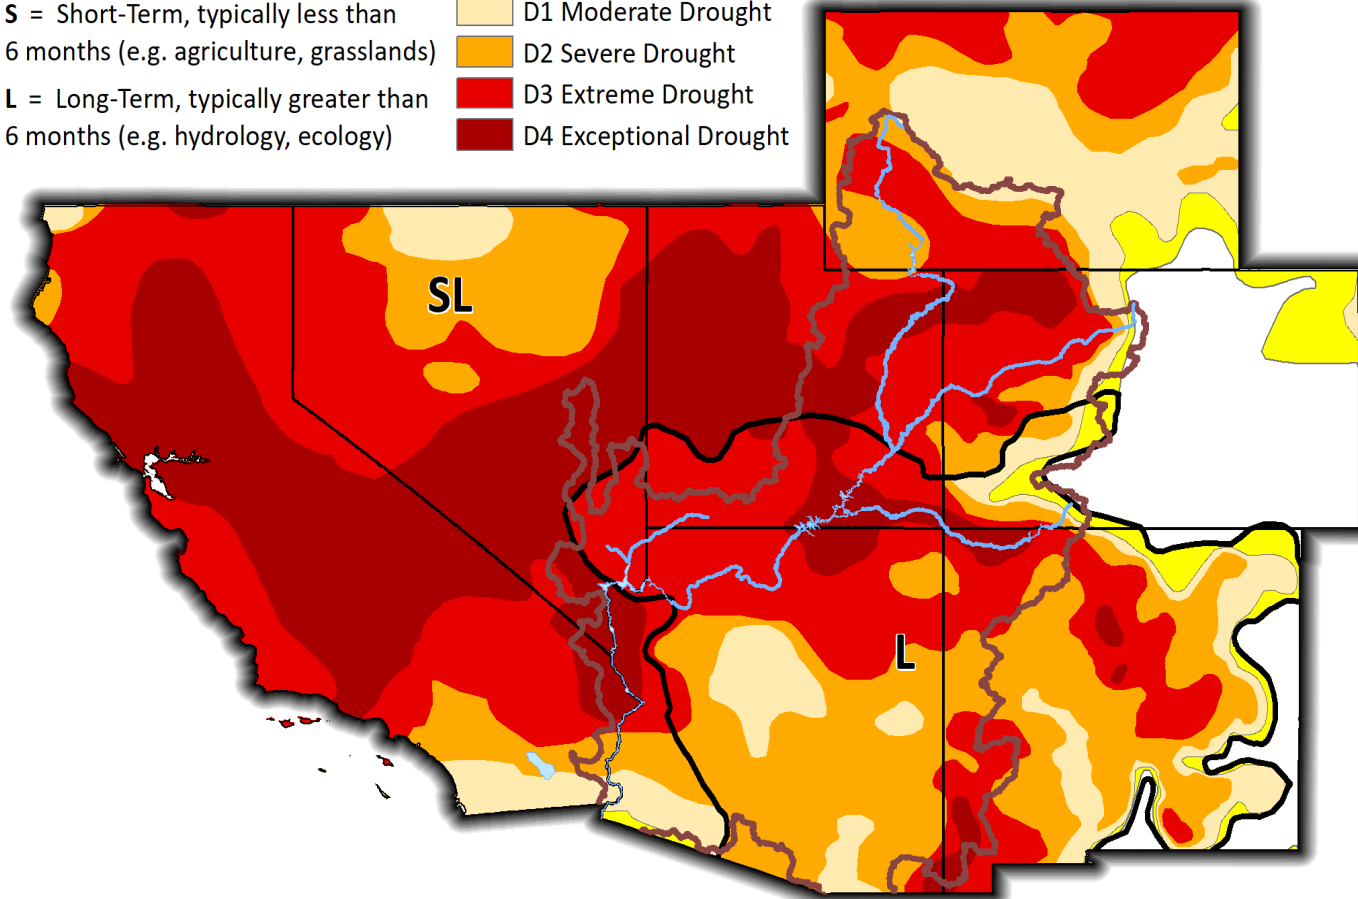 S = Short-Term, typically less than
6 months (e.g. agriculture, grasslands)
L = Long-Term, typically greater than
6 months (e.g. hydrology, ecology)
D1 Moderate Drought
D2 Severe Drought
D3 Extreme Drought
D4 Exceptional Drought
SL
L